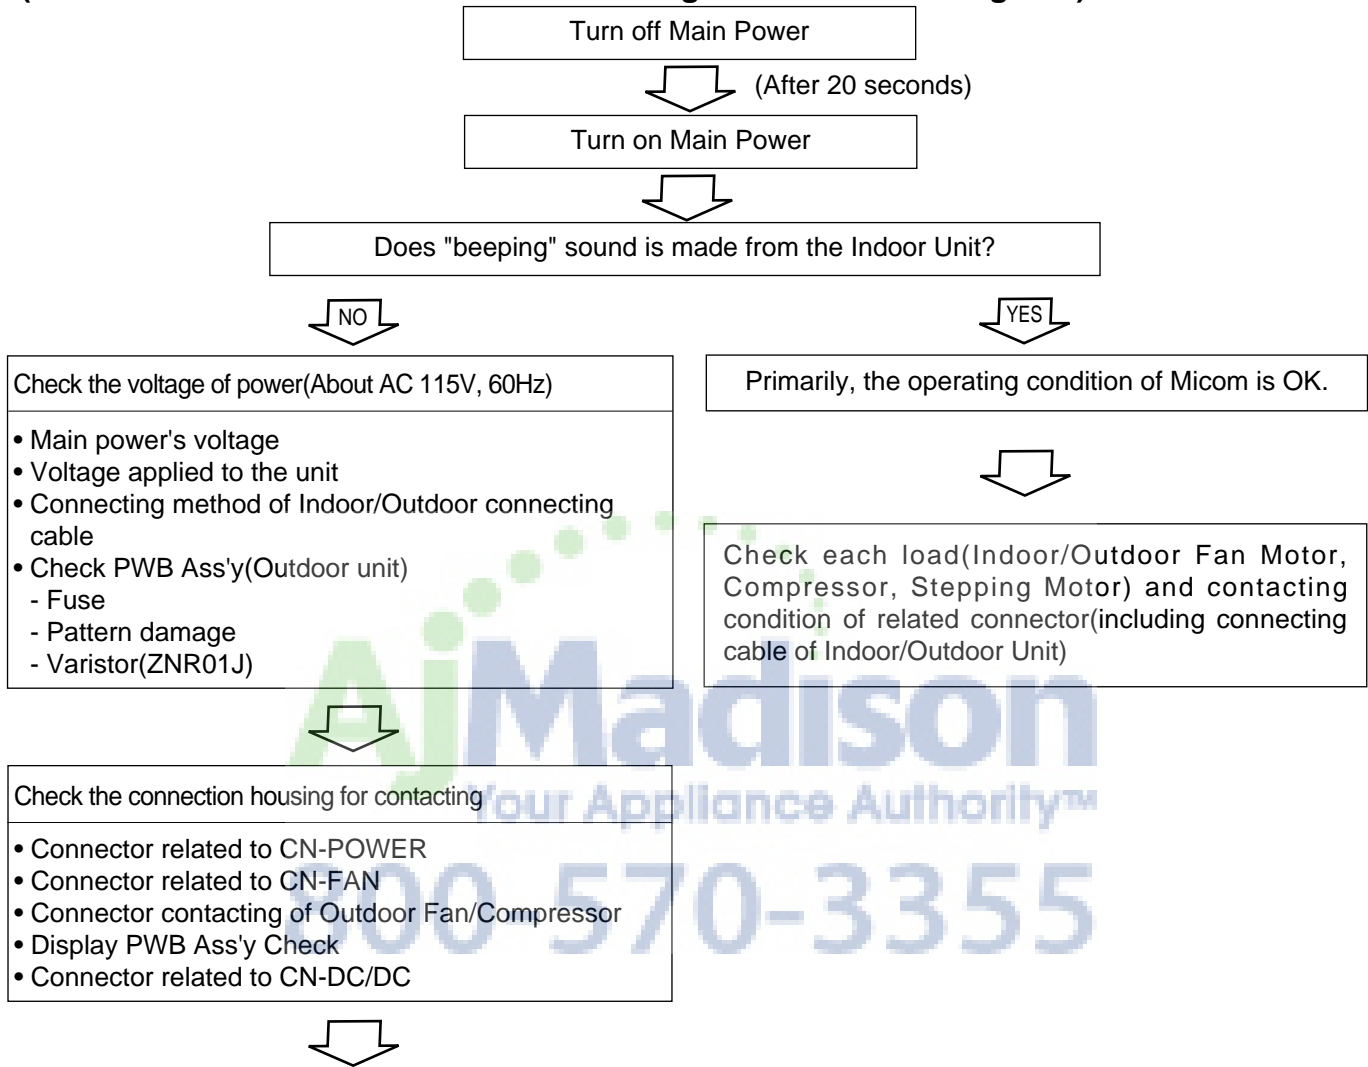 Turn off Main Power
(After 20 seconds)
Turn on Main Power
Does "beeping" sound is made from the Indoor Unit?
NO
YES
Check the voltage of power(About AC 115V, 60Hz)
• Main power's voltage
• Voltage applied to the unit
• Connecting method of Indoor/Outdoor connecting
cable
• Check PWB Ass'y(Outdoor unit)
- Fuse
- Pattern damage
- Varistor(ZNR01J)
Primarily, the operating condition of Micom is OK.
Check each load(Indoor/Outdoor Fan Motor,
Compressor, Stepping Motor) and contacting
condition of related connector(including connecting
cable of Indoor/Outdoor Unit)
Check the connection housing for contacting
• Connector related to CN-POWER
• Connector related to CN-FAN
• Connector contacting of Outdoor Fan/Compressor
• Display PWB Ass'y Check
• Connector related to CN-DC/DC
AjMadison
Your Appliance Authority™
800-570-3355